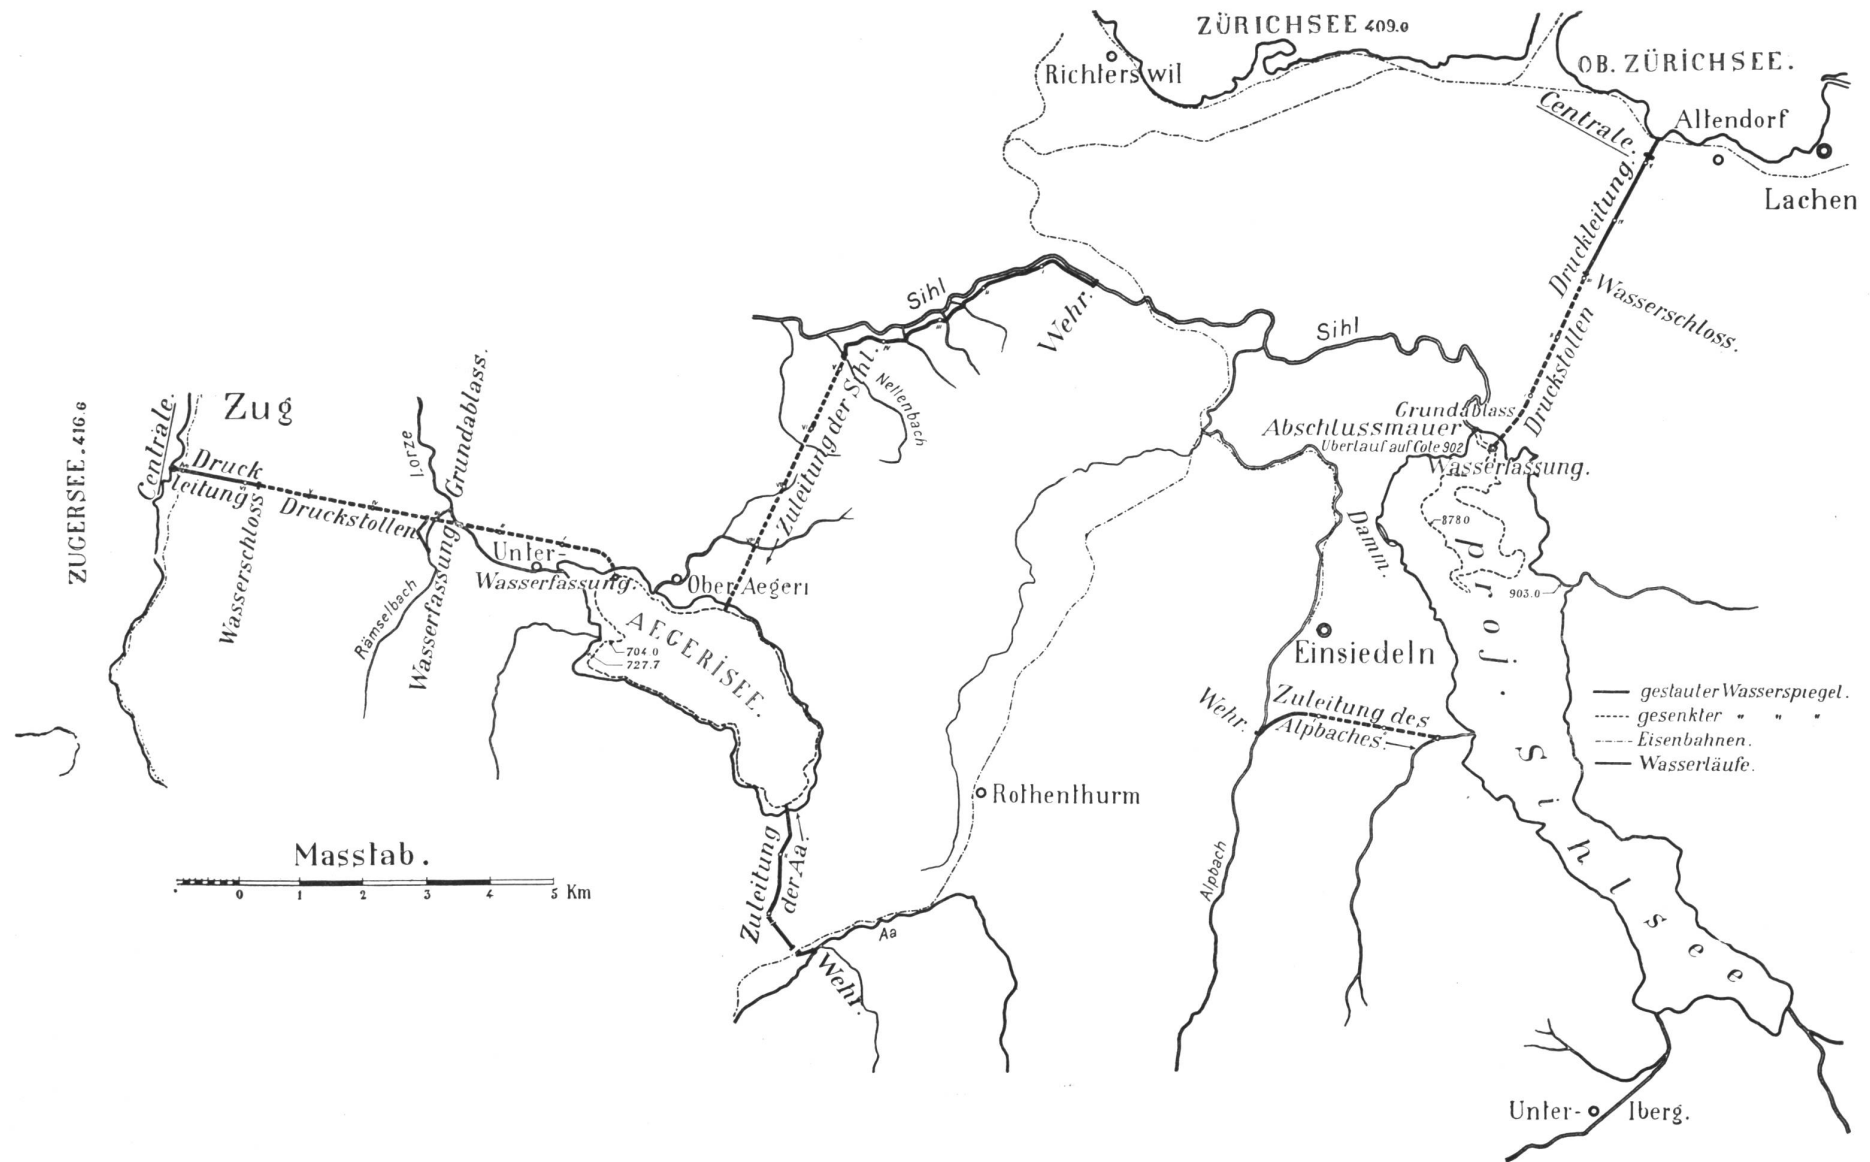 ZÜRICHSEE 409.0
Richterswil
OB. ZÜRICHSEE.
Altendorf
Centrale.
Lachen
Druckleitung.
Wasserschloss.
Druckstollen
Sihl
Wehr.
Sihl
Nellenbach
Zuleitung der Sihl.
Grundablass
Abschlussmauer
Überlauf auf Cote 902
Wasserfassung.
Zug
ZUGERSEE. 416.6
Centrale.
Druck
leitung
Wasserschloss
Druckstollen
Lorze
Grundablass.
Rämselbach
Wasserfassung
Unter-
Wasserfassung.
Ober Aegeri
AEGERISEE.
704.0
727.7
Damm.
878.0
903.0
proj. Sihlsee
Einsiedeln
Wehr.
Zuleitung des
Alpbaches.
Alpbach
Rothenthurm
Zuleitung
der Aa.
Aa
Wehr.
gestauter Wasserspiegel.
gesenkter " " "
Eisenbahnen.
Wasserläufe.
Masstab.
0 1 2 3 4 5 Km
Unter- Iberg.